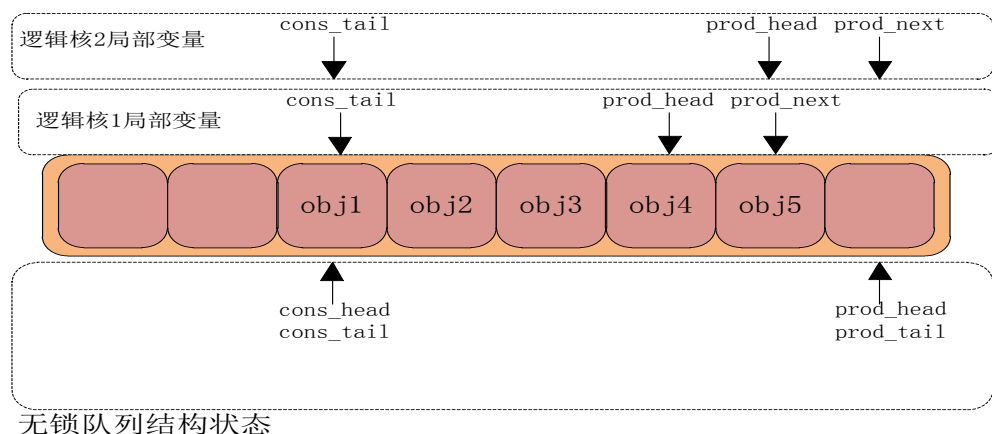 cons_tail prod_head prod_next
逻辑核2局部变量
cons_tail prod_head prod_next
逻辑核1局部变量
obj1 obj2 obj3 obj4 obj5
cons_head prod_head
cons_tail prod_tail
无锁队列结构状态